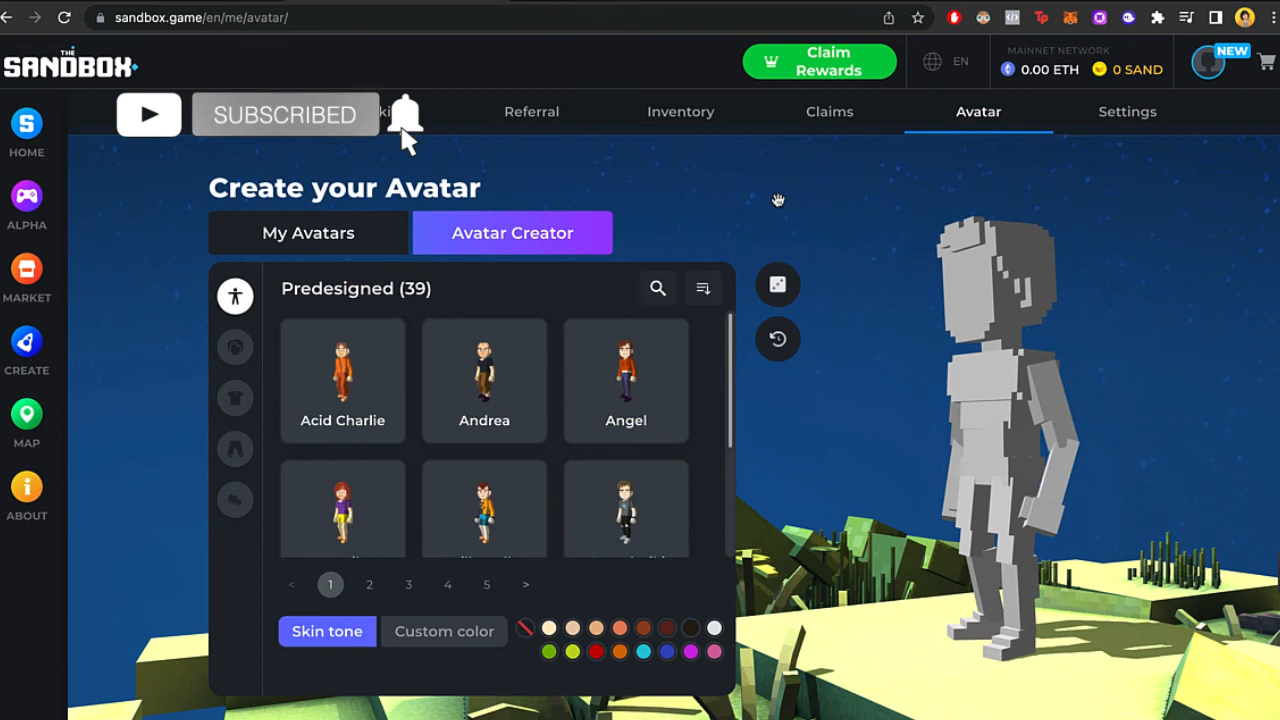 sandbox.game/en/me/avatar/
THE
SANDBOX
Claim
Rewards
EN
MAINNET NETWORK
0.00 ETH
0 SAND
NEW
SUBSCRIBED
Referral
Inventory
Claims
Avatar
Settings
HOME
ALPHA
MARKET
CREATE
MAP
ABOUT
Create your Avatar
My Avatars
Avatar Creator
Predesigned (39)
Acid Charlie
Andrea
Angel
< 1 2 3 4 5 >
Skin tone
Custom color